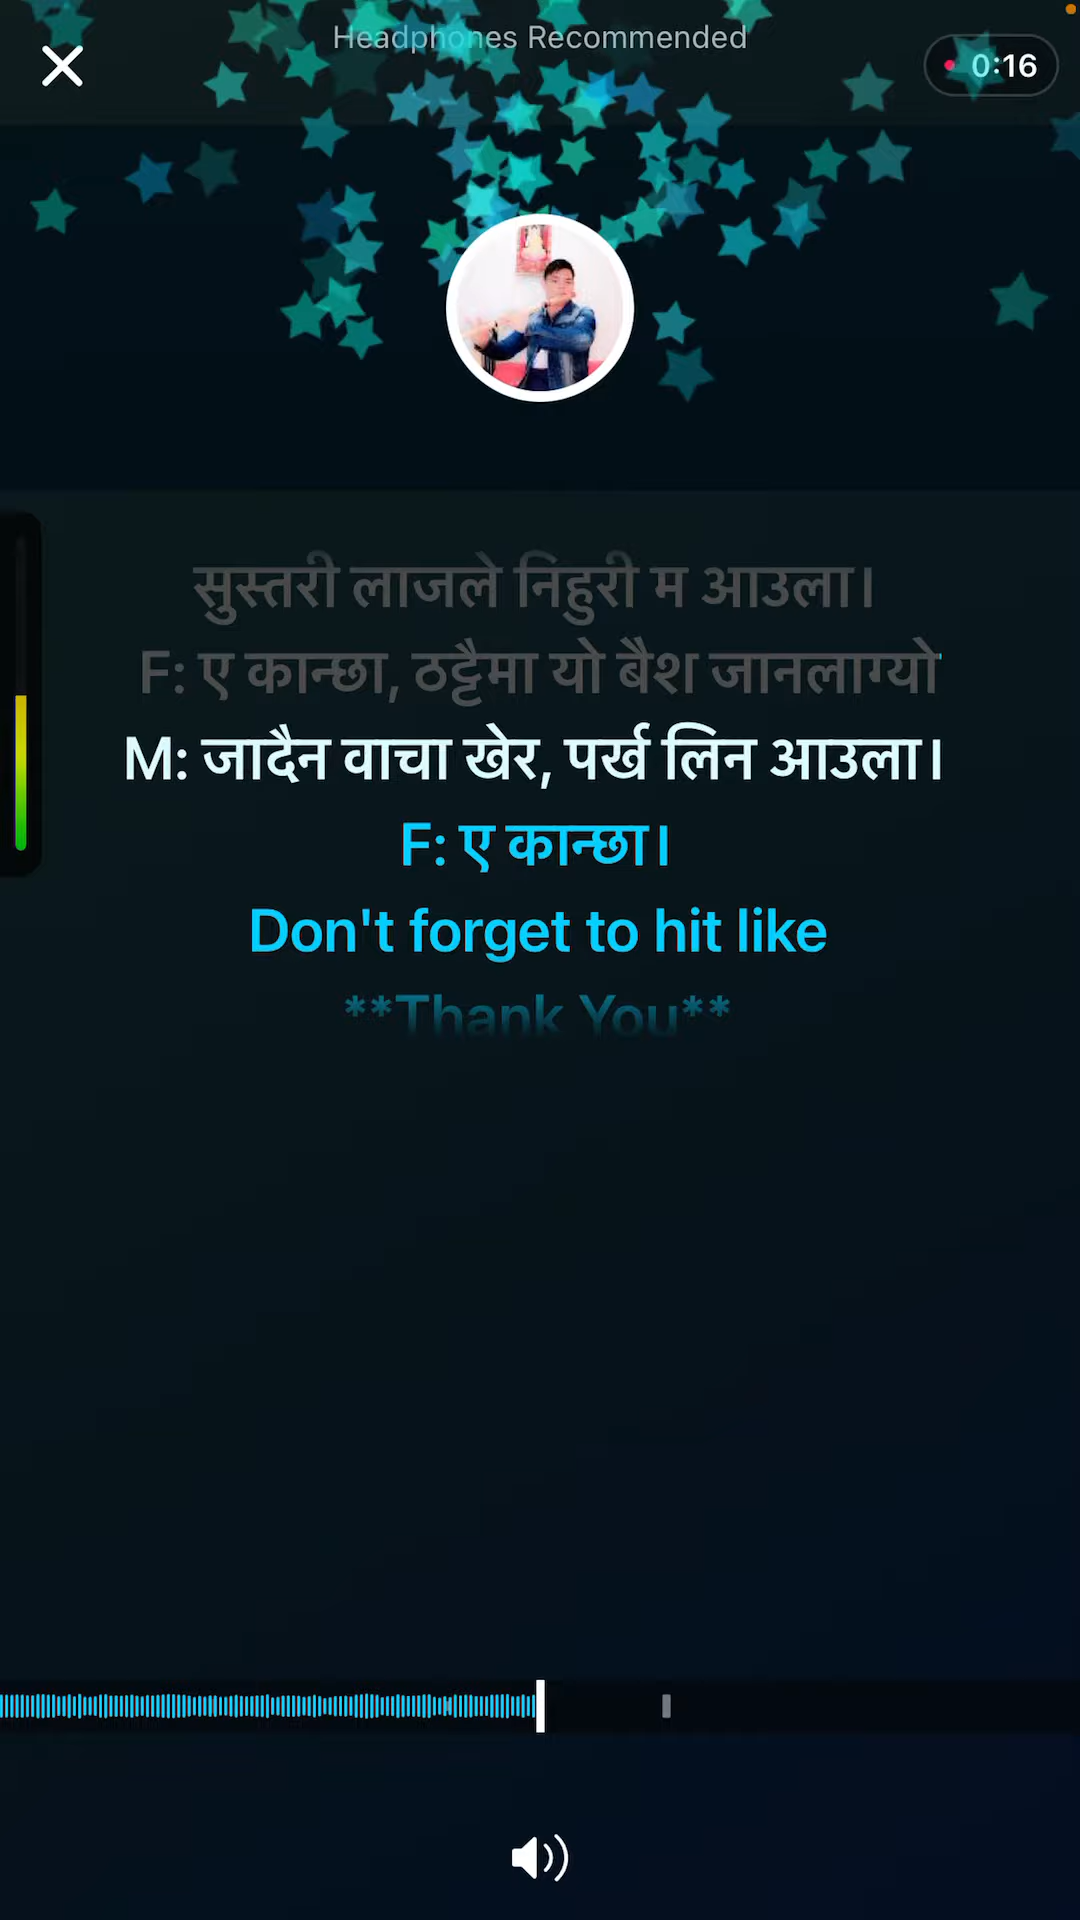 Headphones Recommended
0:16
सुस्तरी लाजले निहुरी म आउला।
F: ए कान्छा, ठट्टैमा यो बैश जानलाग्यो
M: जादैन वाचा खेर, पर्ख लिन आउला।
F: ए कान्छा।
Don't forget to hit like
**Thank You**